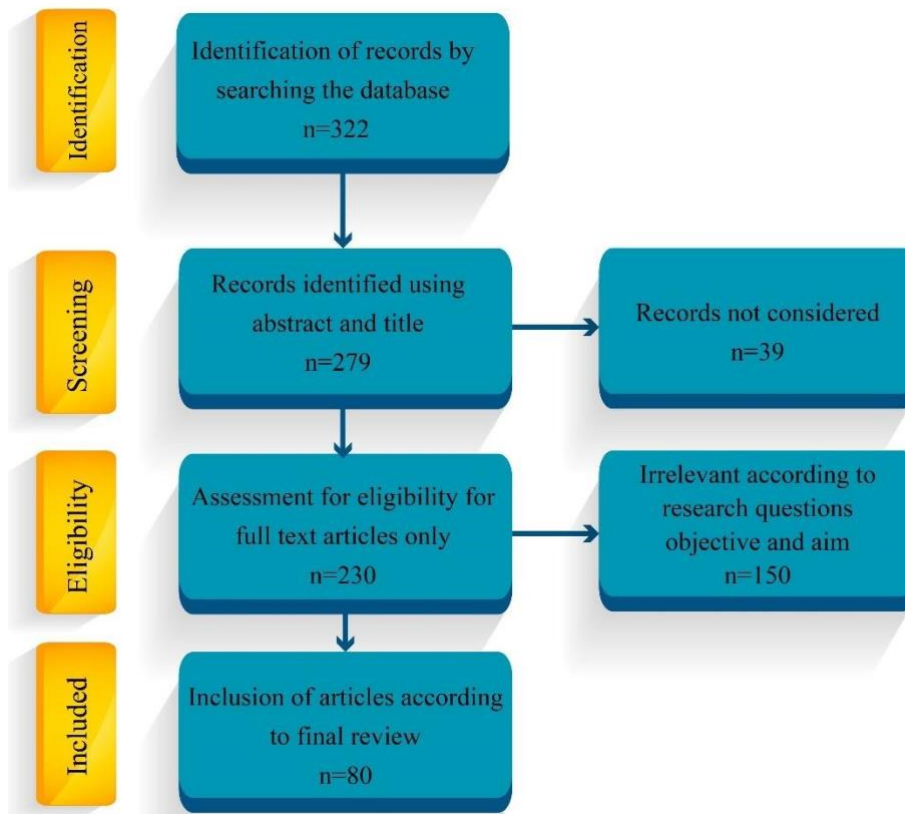 Identification
Identification of records by
searching the database
n=322
Screening
Records identified using
abstract and title
n=279
Records not considered
n=39
Eligibility
Assessment for eligibility for
full text articles only
n=230
Irrelevant according to
research questions
objective and aim
n=150
Included
Inclusion of articles according
to final review
n=80